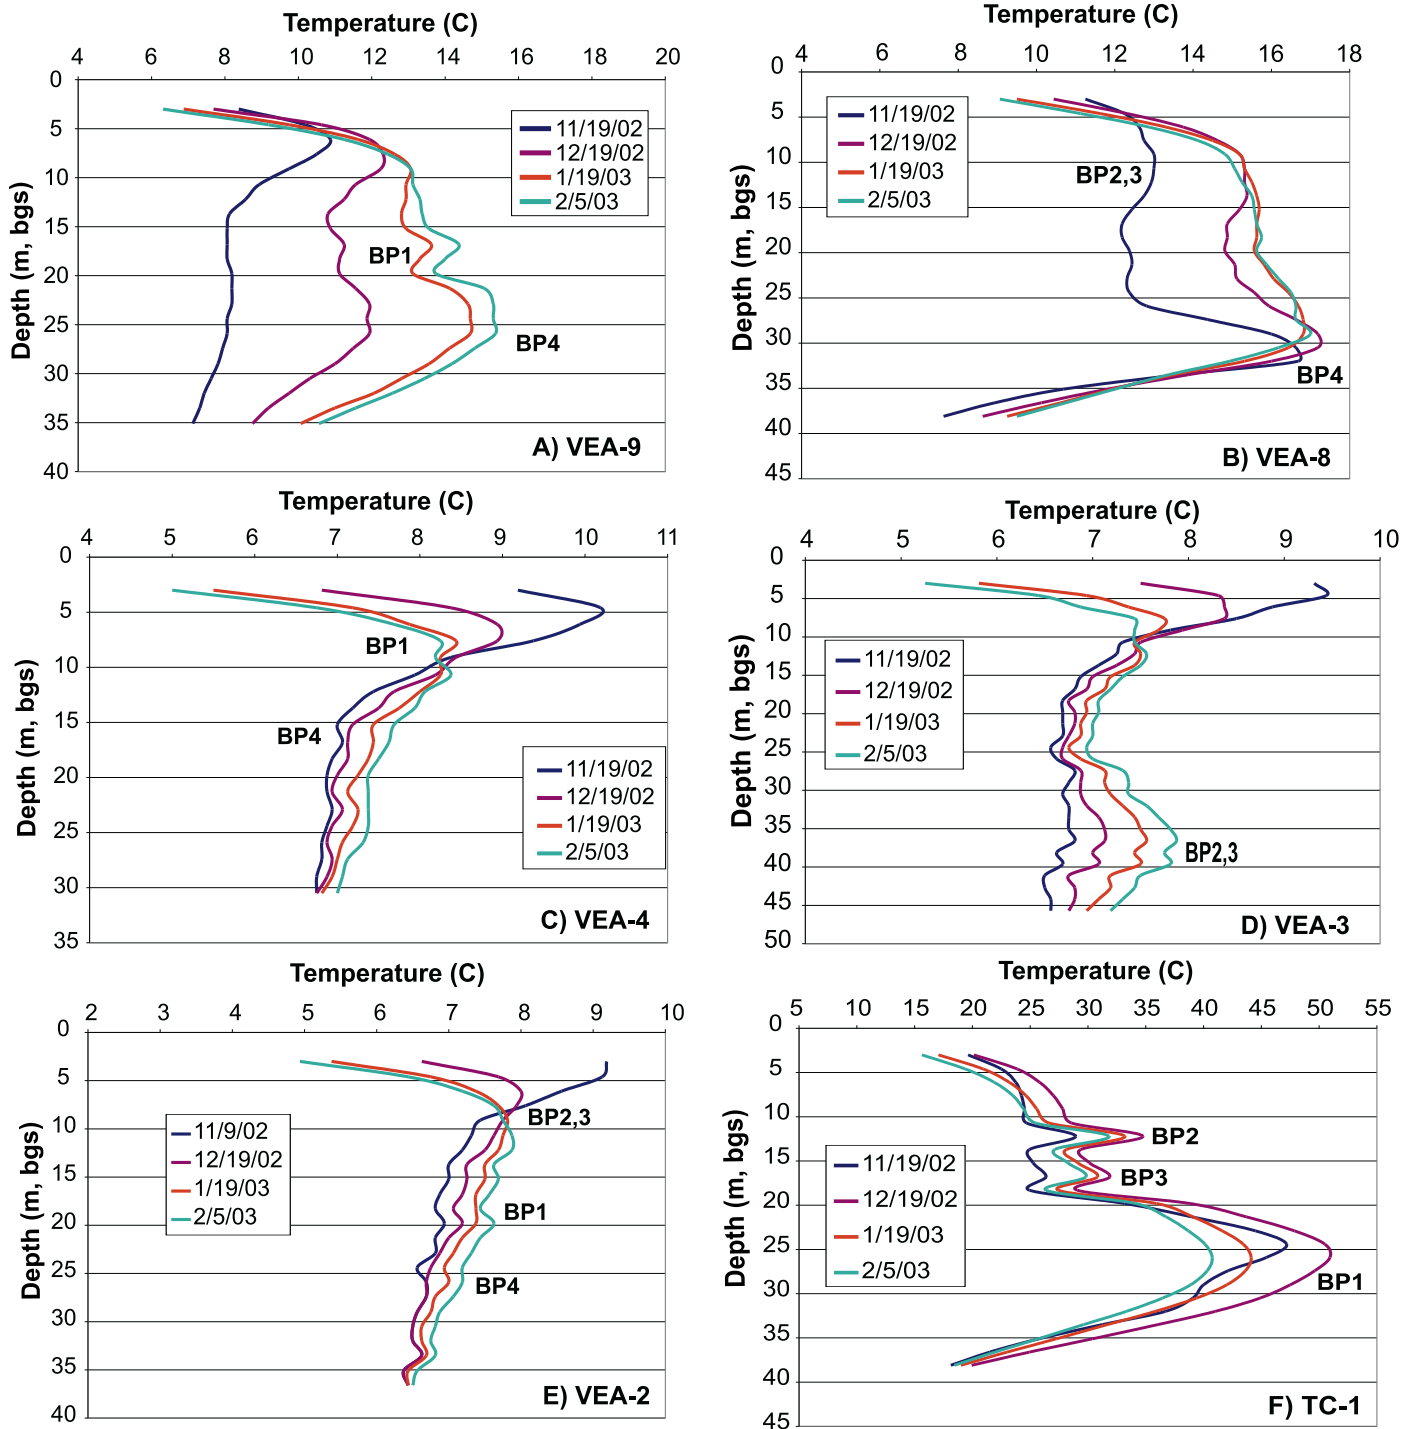 Temperature (C)
4 6 8 10 12 14 16 18 20
0
5
10
15
20
25
30
35
40
Depth (m, bgs)
11/19/02
12/19/02
1/19/03
2/5/03
BP1
BP4
A) VEA-9
Temperature (C)
4 6 8 10 12 14 16 18
0
5
10
15
20
25
30
35
40
45
Depth (m, bgs)
11/19/02
12/19/02
1/19/03
2/5/03
BP2,3
BP4
B) VEA-8
Temperature (C)
4 5 6 7 8 9 10 11
0
5
10
15
20
25
30
35
Depth (m, bgs)
BP1
BP4
11/19/02
12/19/02
1/19/03
2/5/03
C) VEA-4
Temperature (C)
4 5 6 7 8 9 10
0
5
10
15
20
25
30
35
40
45
50
Depth (m, bgs)
11/19/02
12/19/02
1/19/03
2/5/03
BP2,3
D) VEA-3
Temperature (C)
2 3 4 5 6 7 8 9 10
0
5
10
15
20
25
30
35
40
Depth (m, bgs)
11/9/02
12/19/02
1/19/03
2/5/03
BP2,3
BP1
BP4
E) VEA-2
Temperature (C)
5 10 15 20 25 30 35 40 45 50 55
0
5
10
15
20
25
30
35
40
45
Depth (m, bgs)
11/19/02
12/19/02
1/19/03
2/5/03
BP2
BP3
BP1
F) TC-1